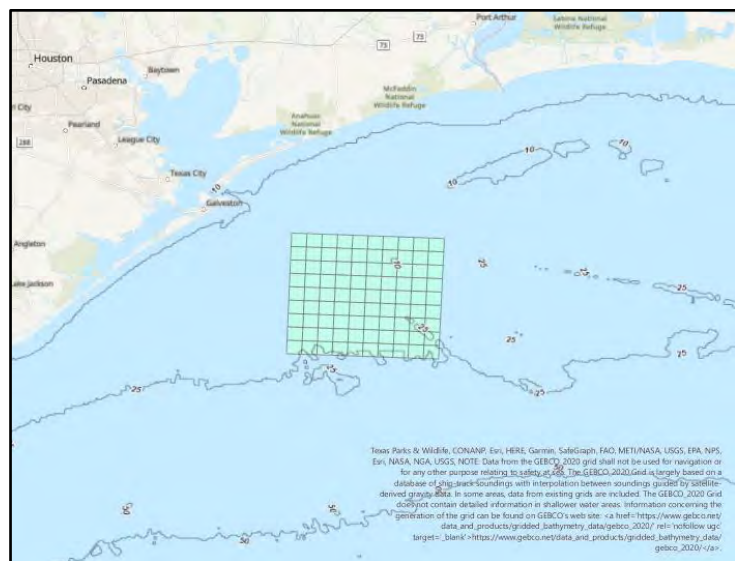 Port Arthur
Sabine National
Wildlife Refuge
73
73
Houston
Baytown
Pasadena
McFaddin
National
Wildlife Refuge
City
Anahuac
National
Wildlife Refuge
Pearland
League City
288
10
10
10
Texas City
10
Galveston
Angleton
10
25
25
Lake Jackson
25
25
25
25
25
25
25
Texas Parks & Wildlife, CONANP, Esri, HERE, Garmin, SafeGraph, FAO, METI/NASA, USGS, EPA, NPS,
Esri, NASA, NGA, USGS, NOTE: Data from the GEBCO_2020 grid shall not be used for navigation or
for any other purpose relating to safety at sea. The GEBCO_2020 Grid is largely based on a
database of ship-track soundings with interpolation between soundings guided by satellite-
derived gravity data. In some areas, data from existing grids are included. The GEBCO_2020 Grid
does not contain detailed information in shallower water areas. Information concerning the
generation of the grid can be found on GEBCO's web site: <a href='https://www.gebco.net/
data_and_products/gridded_bathymetry_data/gebco_2020/' rel='nofollow ugc'
target='_blank'>https://www.gebco.net/data_and_products/gridded_bathymetry_data/
gebco_2020/</a>.
50
50
50
50
50